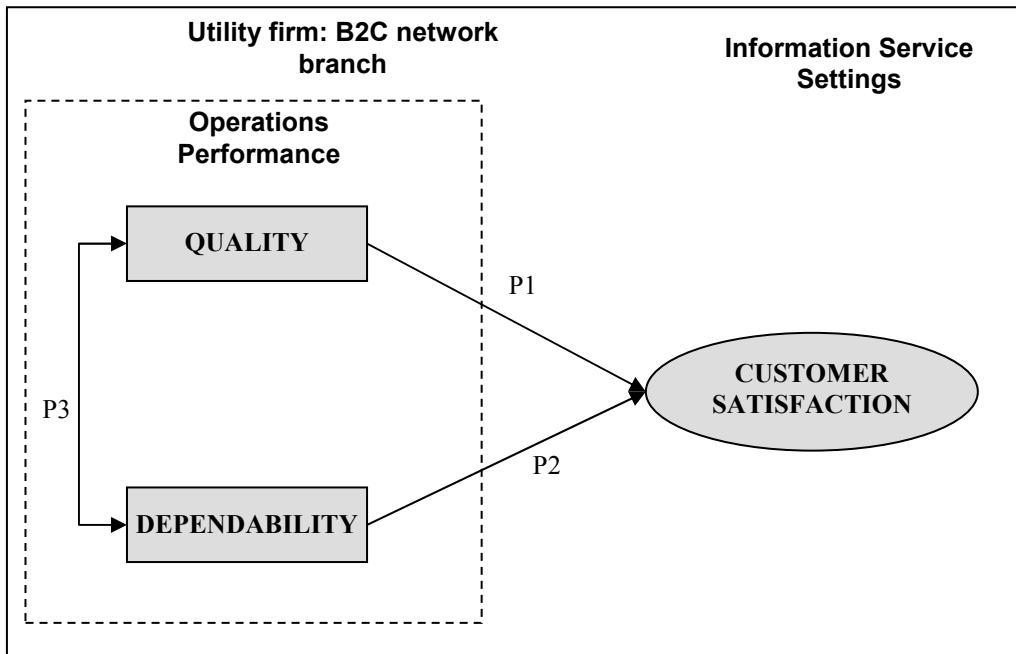 Utility firm: B2C network
branch
Information Service
Settings
Operations
Performance
QUALITY
P1
CUSTOMER
SATISFACTION
P3
P2
DEPENDABILITY